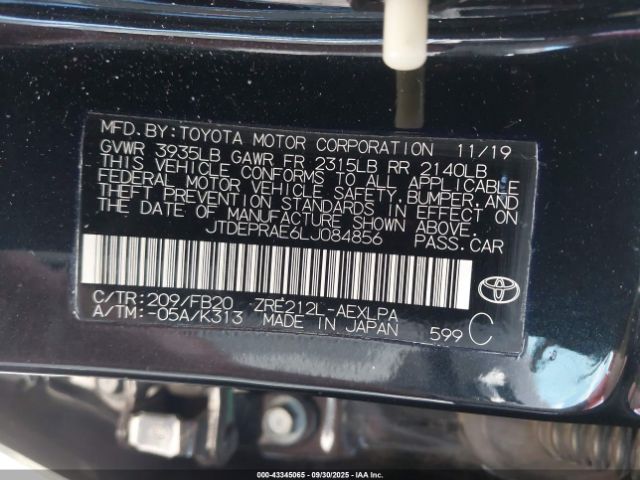 MFD. BY: TOYOTA MOTOR CORPORATION 11/19
GVWR 3935LB GAWR FR 2315LB RR 2140LB
THIS VEHICLE CONFORMS TO ALL APPLICABLE
FEDERAL MOTOR VEHICLE SAFETY, BUMPER, AND
THEFT PREVENTION STANDARDS IN EFFECT ON
THE DATE OF MANUFACTURE SHOWN ABOVE.
JTDEPRAE6LJ084856 PASS. CAR
C/TR: 209/FB20 ZRE212L-AEXLPA
A/TM: -05A/K313 MADE IN JAPAN 599 C
000-43345065 - 09/30/2025 - IAAI.COM